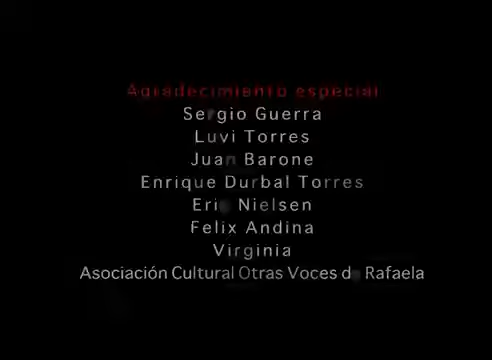 Agradecimiento especial
Sergio Guerra
Luvi Torres
Juan Barone
Enrique Durbal Torres
Nielsen
Felix Andina
Virginia
Asociación Cultural Otras Voces de Rafaela